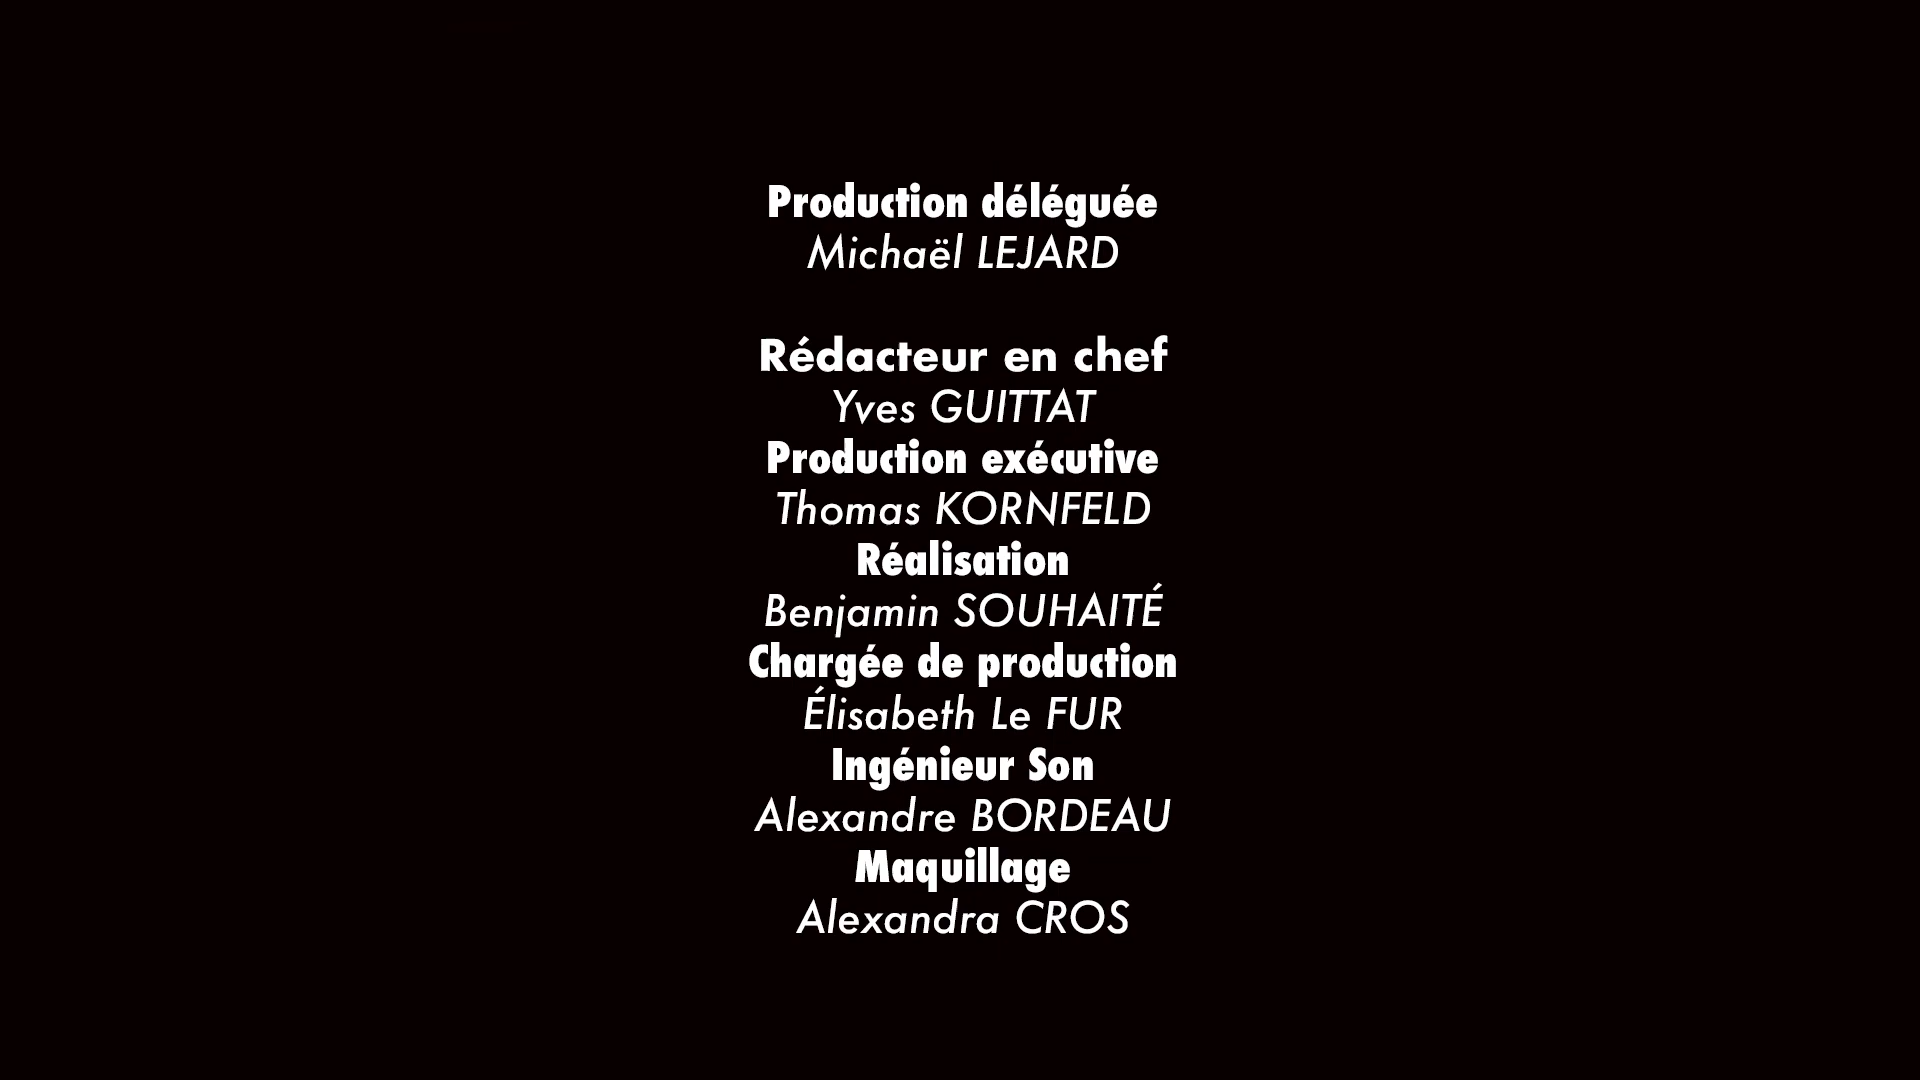 Production déléguée
Michaël LEJARD
Rédacteur en chef
Yves GUITTAT
Production exécutive
Thomas KORNFELD
Réalisation
Benjamin SOUHAITÉ
Chargée de production
Élisabeth Le FUR
Ingénieur Son
Alexandre BORDEAU
Maquillage
Alexandra CROS